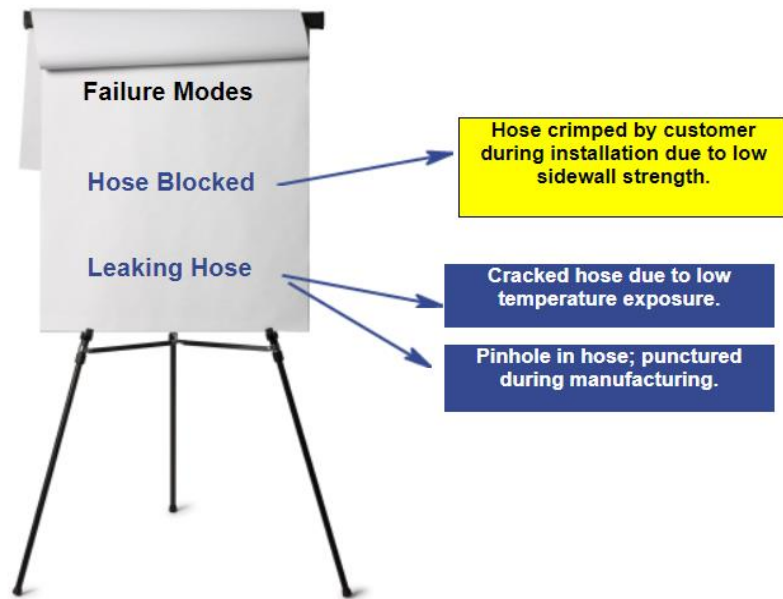 Failure Modes
Hose Blocked
Leaking Hose
Hose crimped by customer
during installation due to low
sidewall strength.
Cracked hose due to low
temperature exposure.
Pinhole in hose; punctured
during manufacturing.